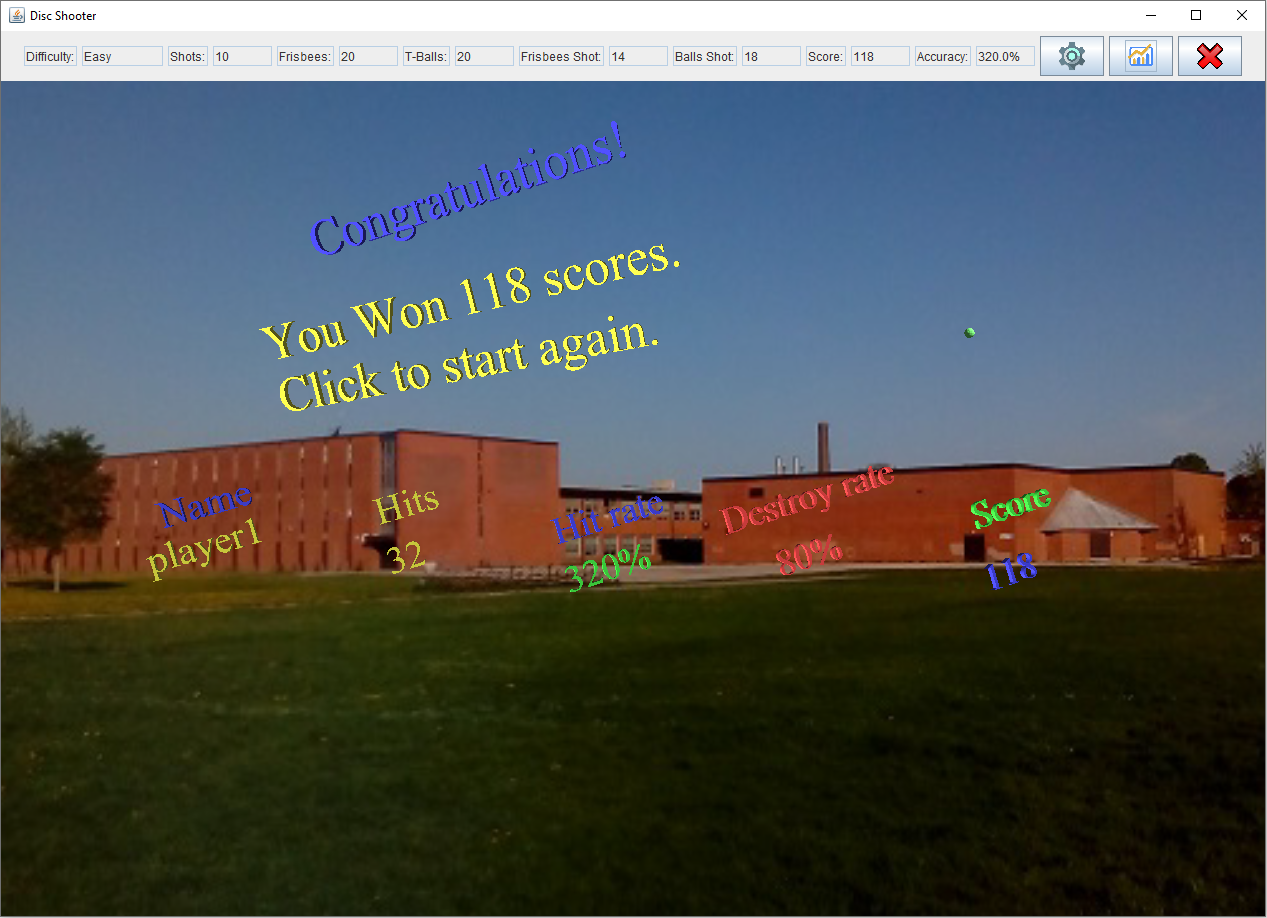 Disc Shooter
Difficulty: Easy Shots: 10 Frisbees: 20 T-Balls: 20 Frisbees Shot: 14 Balls Shot: 18 Score: 118 Accuracy: 320.0%
Congratulations!
You Won 118 scores.
Click to start again.
Name Hits Hit rate Destroy rate Score
player1 32 320% 80% 118